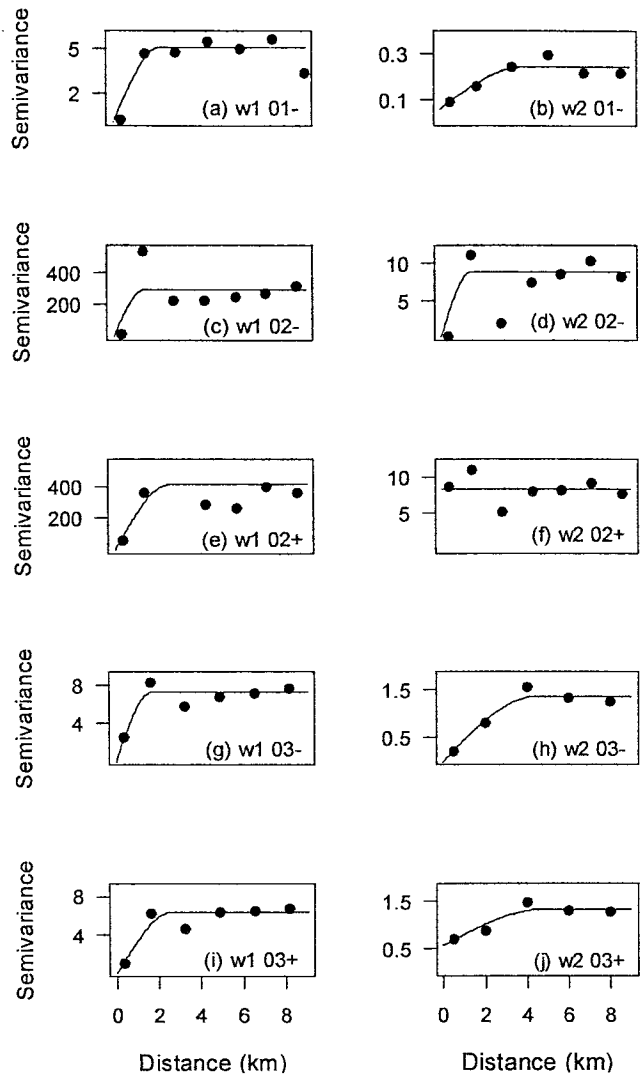 Semivariance
5
2
(a) w1 01-
0.3
0.1
(b) w2 01-
Semivariance
400
200
(c) w1 02-
10
5
(d) w2 02-
Semivariance
400
200
(e) w1 02+
10
5
(f) w2 02+
Semivariance
8
4
(g) w1 03-
1.5
0.5
(h) w2 03-
Semivariance
8
4
(i) w1 03+
1.5
0.5
(j) w2 03+
0 2 4 6 8
0 2 4 6 8
Distance (km)
Distance (km)